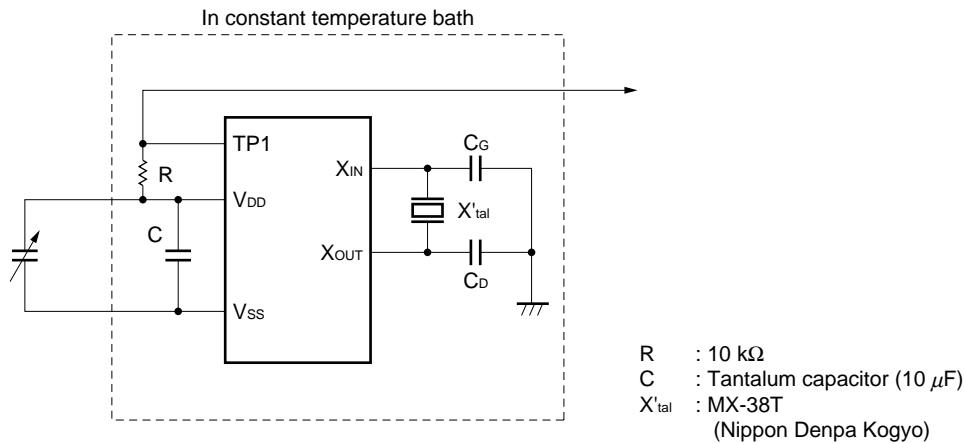 In constant temperature bath
TP1
R
VDD
C
VSS
XIN
XOUT
CG
X'tal
CD
R : 10 kΩ
C : Tantalum capacitor (10 μF)
X'tal : MX-38T
(Nippon Denpa Kogyo)